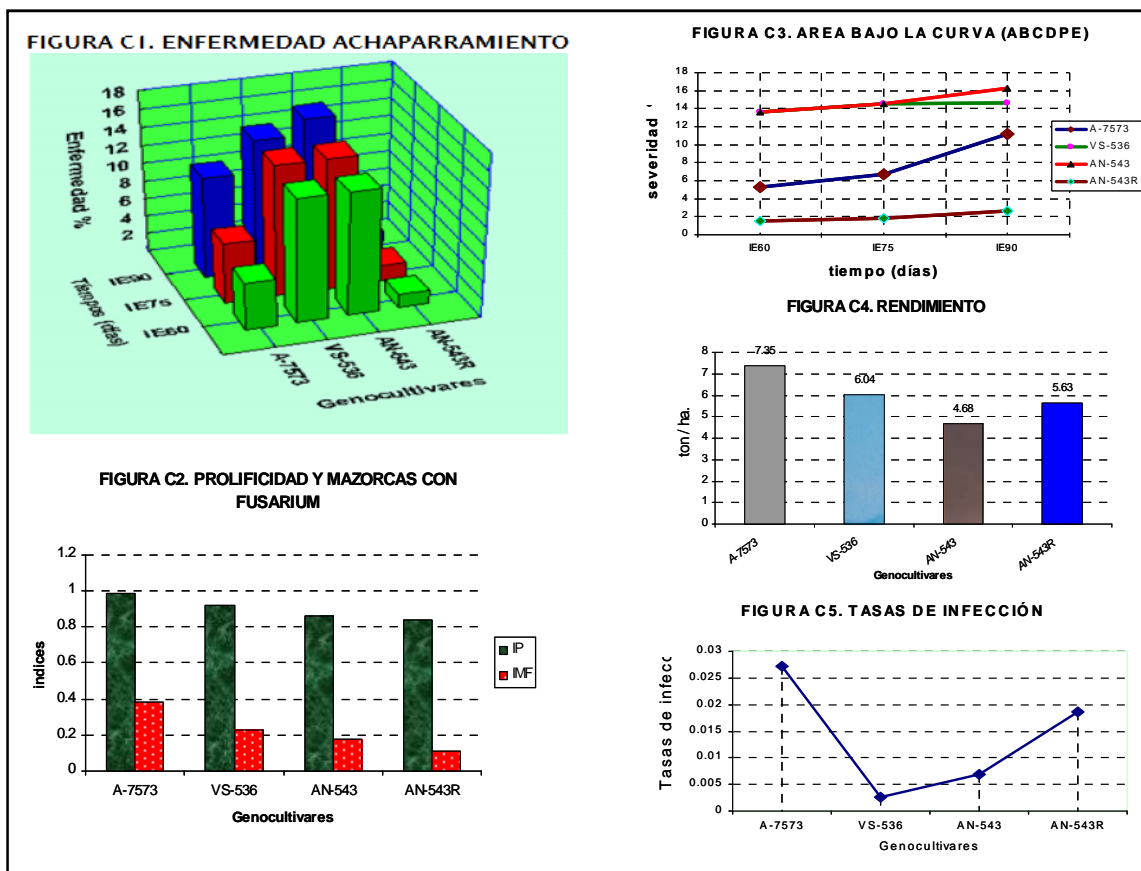 FIGURA C1. ENFERMEDAD ACHAPARRAMIENTO
18
16
14
12
10
8
6
4
2
Enfermedad %
IE90
IE75
IE60
Tiempos (días)
A-7573
VS-536
AN-543
AN-543R
Genocultivares
FIGURA C2. PROLIFICIDAD Y MAZORCAS CON
FUSARIUM
1.2
1
0.8
0.6
0.4
0.2
0
indices
A-7573
VS-536
AN-543
AN-543R
Genocultivares
IP
IMF
FIGURA C3. AREA BAJO LA CURVA (ABCDPE)
18
16
14
12
10
8
6
4
2
0
severidad
IE60
IE75
IE90
tiempo (días)
A-7573
VS-536
AN-543
AN-543R
FIGURA C4. RENDIMIENTO
8
7
6
5
4
3
2
1
0
ton / ha.
7.35
6.04
4.68
5.63
A-7573
VS-536
AN-543
AN-543R
Genocultivares
FIGURA C5. TASAS DE INFECCIÓN
0.03
0.025
0.02
0.015
0.01
0.005
0
Tasas de infecc
A-7573
VS-536
AN-543
AN-543R
Genocultivares